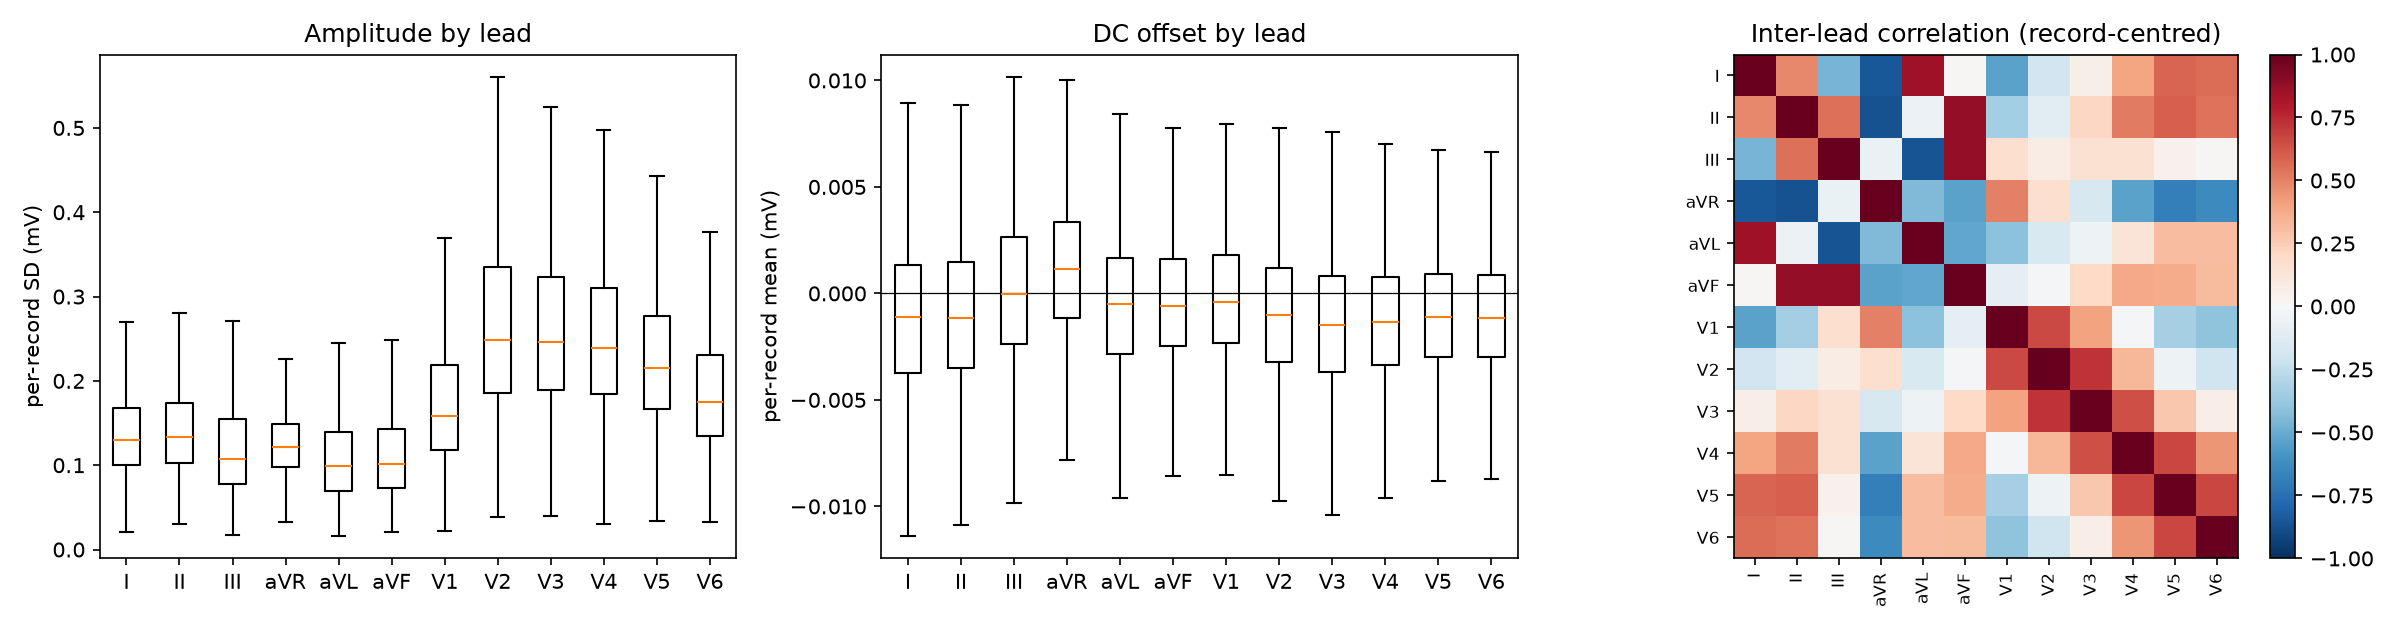 Amplitude by lead
per-record SD (mV)
0.5
0.4
0.3
0.2
0.1
0.0
I II III aVR aVL aVF V1 V2 V3 V4 V5 V6
DC offset by lead
per-record mean (mV)
0.010
0.005
0.000
−0.005
−0.010
I II III aVR aVL aVF V1 V2 V3 V4 V5 V6
Inter-lead correlation (record-centred)
I
II
III
aVR
aVL
aVF
V1
V2
V3
V4
V5
V6
I II III aVR aVL aVF V1 V2 V3 V4 V5 V6
1.00
0.75
0.50
0.25
0.00
−0.25
−0.50
−0.75
−1.00